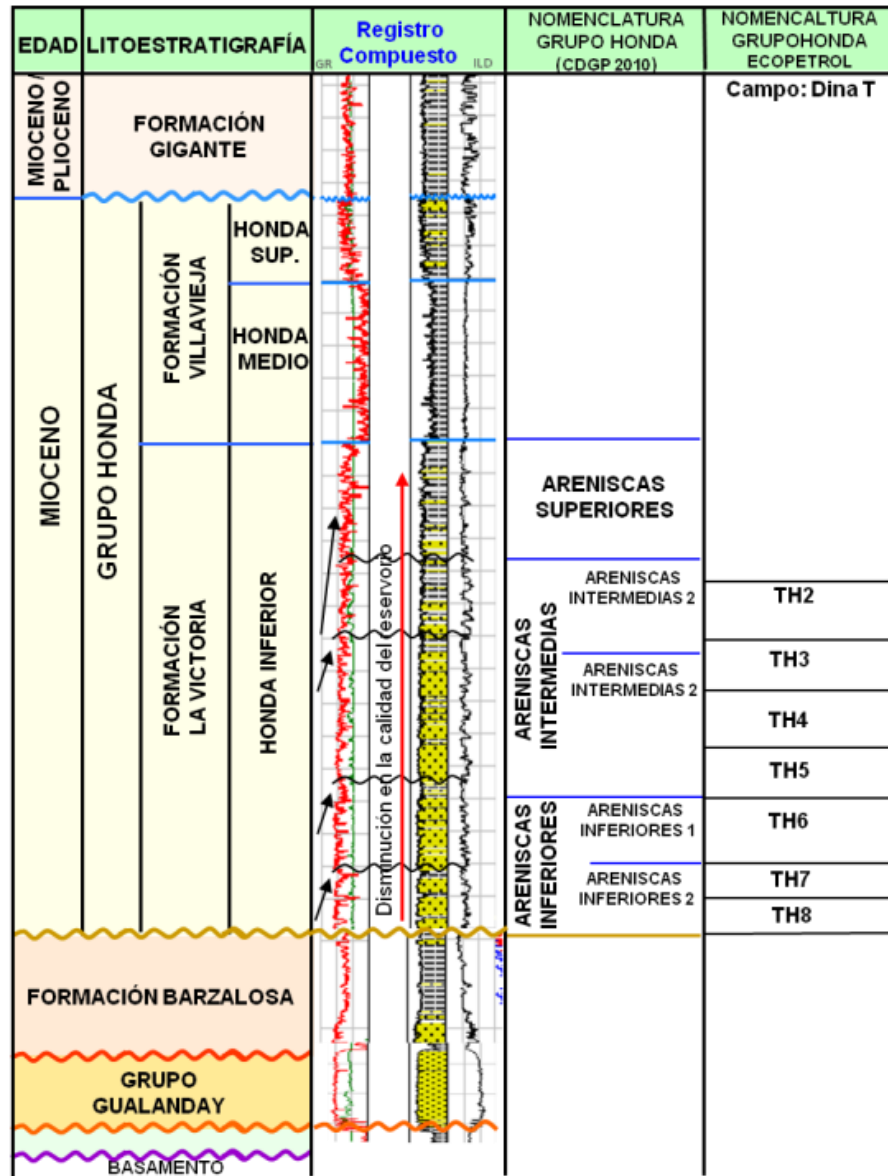 EDAD
LITOESTRATIGRAFÍA
Registro
Compuesto
GR
ILD
NOMENCLATURA
GRUPO HONDA
(CDGP 2010)
NOMENCALTURA
GRUPOHONDA
ECOPETROL
Campo: Dina T
MIOCENO /
PLIOCENO
FORMACIÓN
GIGANTE
MIOCENO
GRUPO HONDA
FORMACIÓN
VILLAVIEJA
HONDA
SUP.
HONDA
MEDIO
FORMACIÓN
LA VICTORIA
HONDA INFERIOR
Disminución en la calidad del reservorio
ARENISCAS
SUPERIORES
ARENISCAS
INTERMEDIAS
ARENISCAS
INTERMEDIAS 2
ARENISCAS
INTERMEDIAS 2
ARENISCAS
INFERIORES
ARENISCAS
INFERIORES 1
ARENISCAS
INFERIORES 2
TH2
TH3
TH4
TH5
TH6
TH7
TH8
FORMACIÓN BARZALOSA
GRUPO
GUALANDAY
BASAMENTO